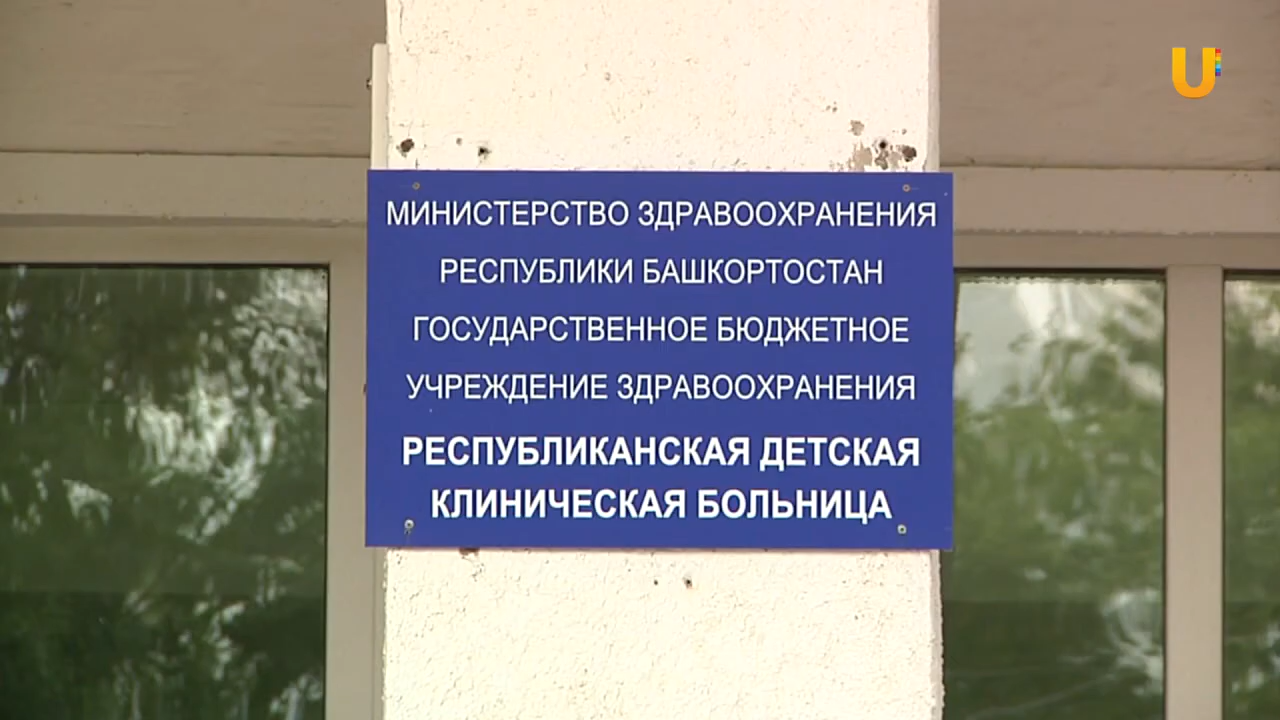 U
МИНИСТЕРСТВО ЗДРАВООХРАНЕНИЯ
РЕСПУБЛИКИ БАШКОРТОСТАН
ГОСУДАРСТВЕННОЕ БЮДЖЕТНОЕ
УЧРЕЖДЕНИЕ ЗДРАВООХРАНЕНИЯ
РЕСПУБЛИКАНСКАЯ ДЕТСКАЯ
КЛИНИЧЕСКАЯ БОЛЬНИЦА